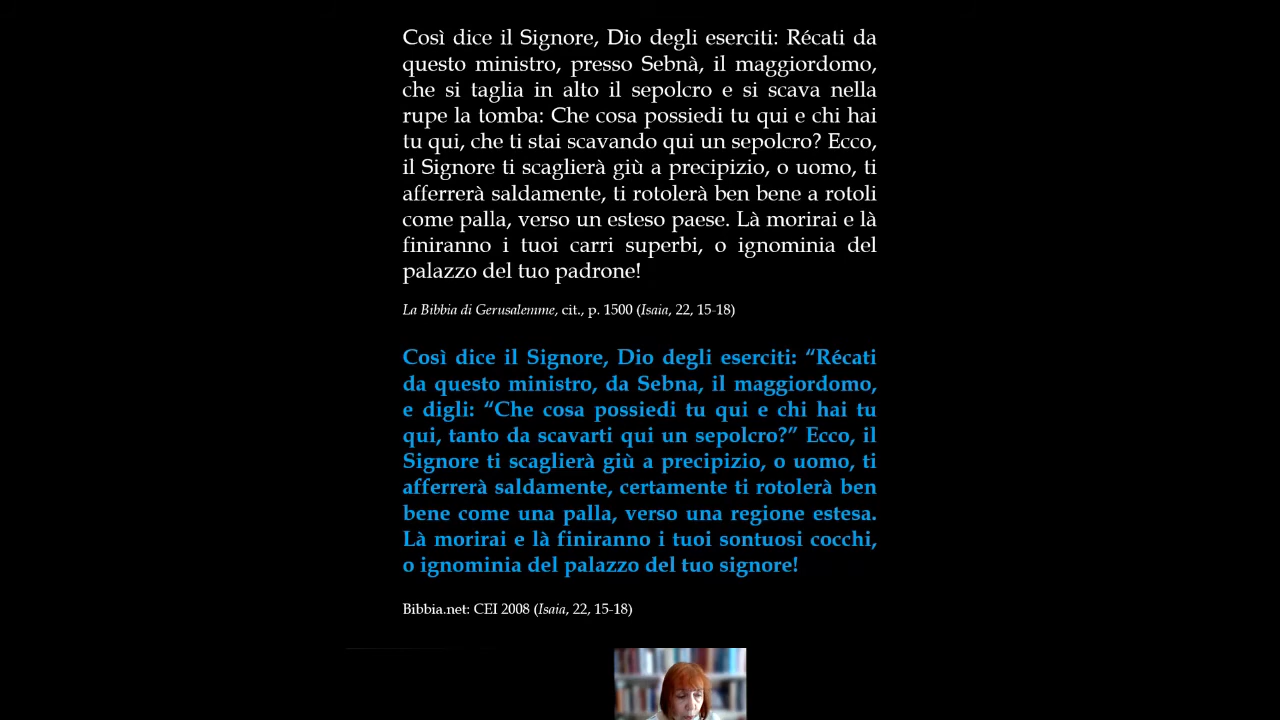 Così dice il Signore, Dio degli eserciti: Récati da
questo ministro, presso Sebnà, il maggiordomo,
che si taglia in alto il sepolcro e si scava nella
rupe la tomba: Che cosa possiedi tu qui e chi hai
tu qui, che ti stai scavando qui un sepolcro? Ecco,
il Signore ti scaglierà giù a precipizio, o uomo, ti
afferrerà saldamente, ti rotolerà ben bene a rotoli
come palla, verso un esteso paese. Là morirai e là
finiranno i tuoi carri superbi, o ignominia del
palazzo del tuo padrone!
La Bibbia di Gerusalemme, cit., p. 1500 (Isaia, 22, 15-18)
Così dice il Signore, Dio degli eserciti: “Récati
da questo ministro, da Sebna, il maggiordomo,
e digli: “Che cosa possiedi tu qui e chi hai tu
qui, tanto da scavarti qui un sepolcro?” Ecco, il
Signore ti scaglierà giù a precipizio, o uomo, ti
afferrerà saldamente, certamente ti rotolerà ben
bene come una palla, verso una regione estesa.
Là morirai e là finiranno i tuoi sontuosi cocchi,
o ignominia del palazzo del tuo signore!
Bibbia.net: CEI 2008 (Isaia, 22, 15-18)